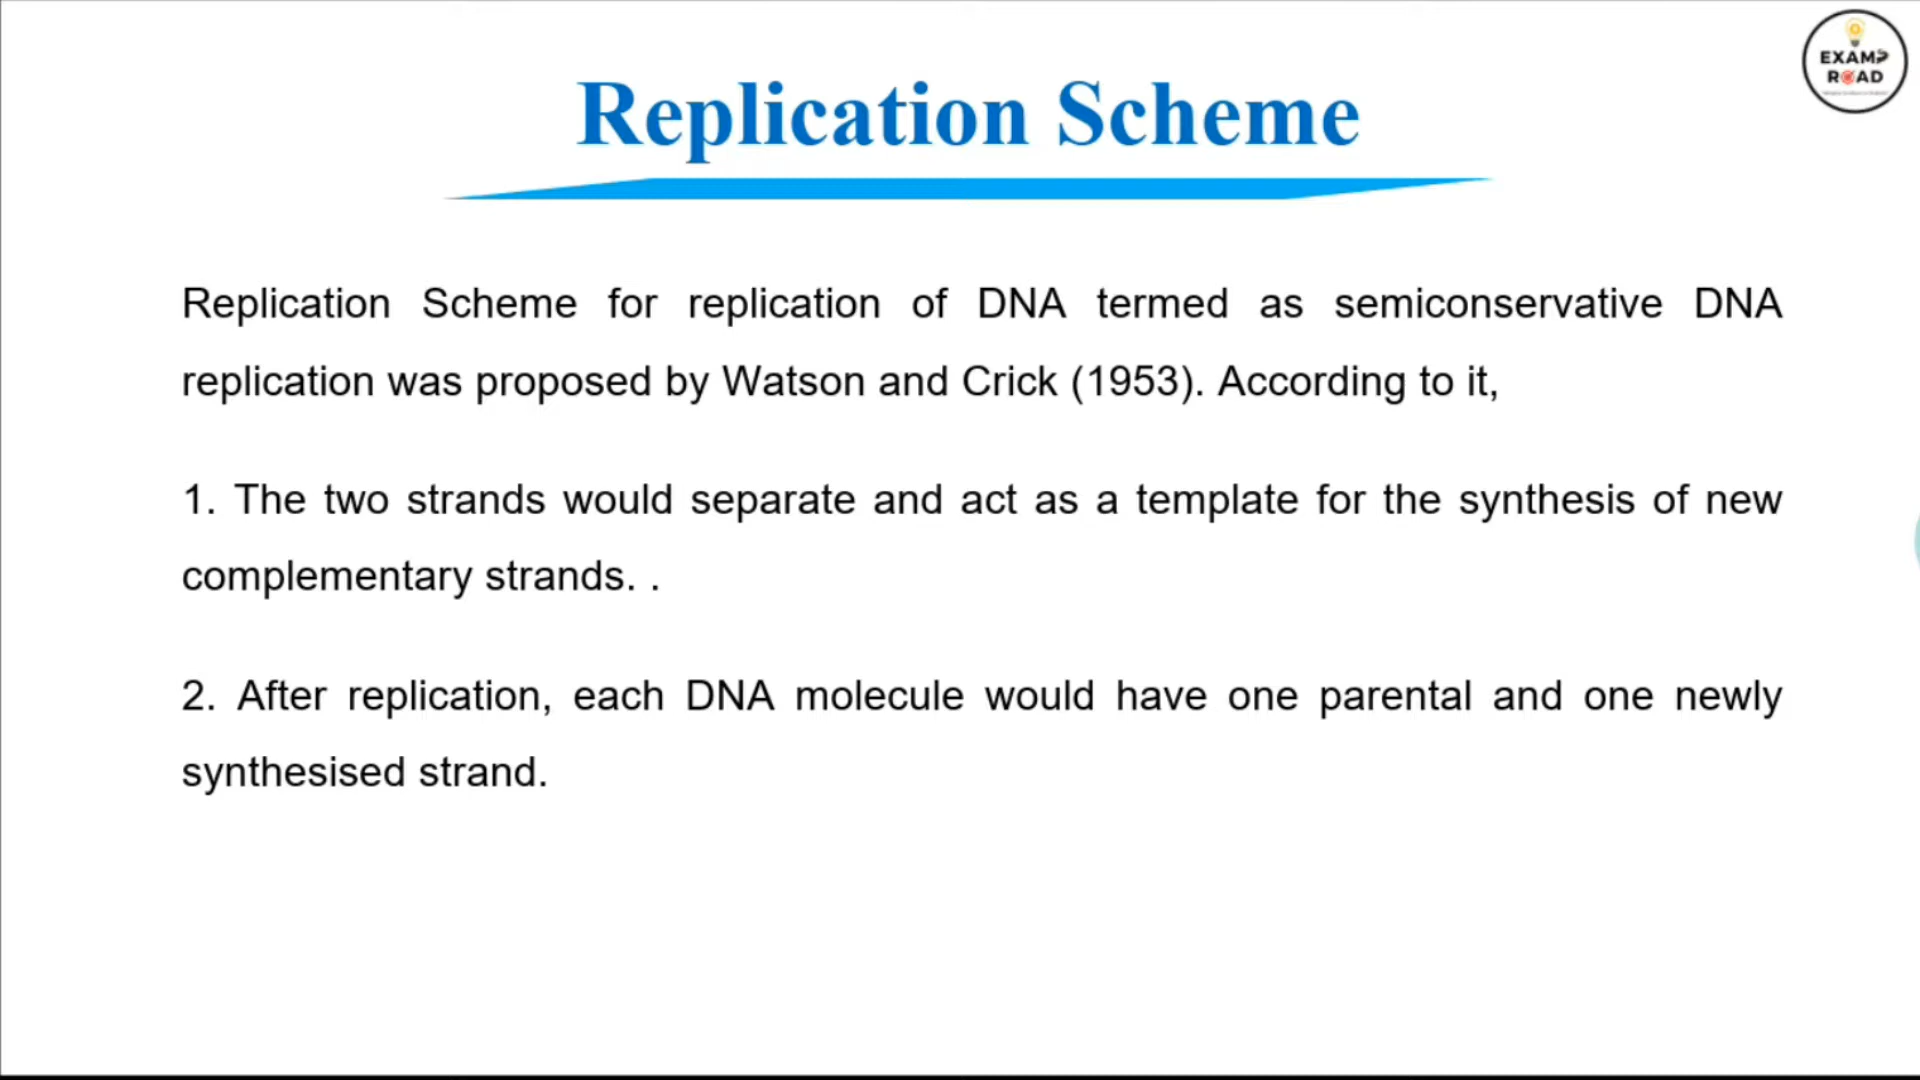 EXAMS
ROAD
Replication Scheme
Replication Scheme for replication of DNA termed as semiconservative DNA
replication was proposed by Watson and Crick (1953). According to it,
1. The two strands would separate and act as a template for the synthesis of new
complementary strands. .
2. After replication, each DNA molecule would have one parental and one newly
synthesised strand.